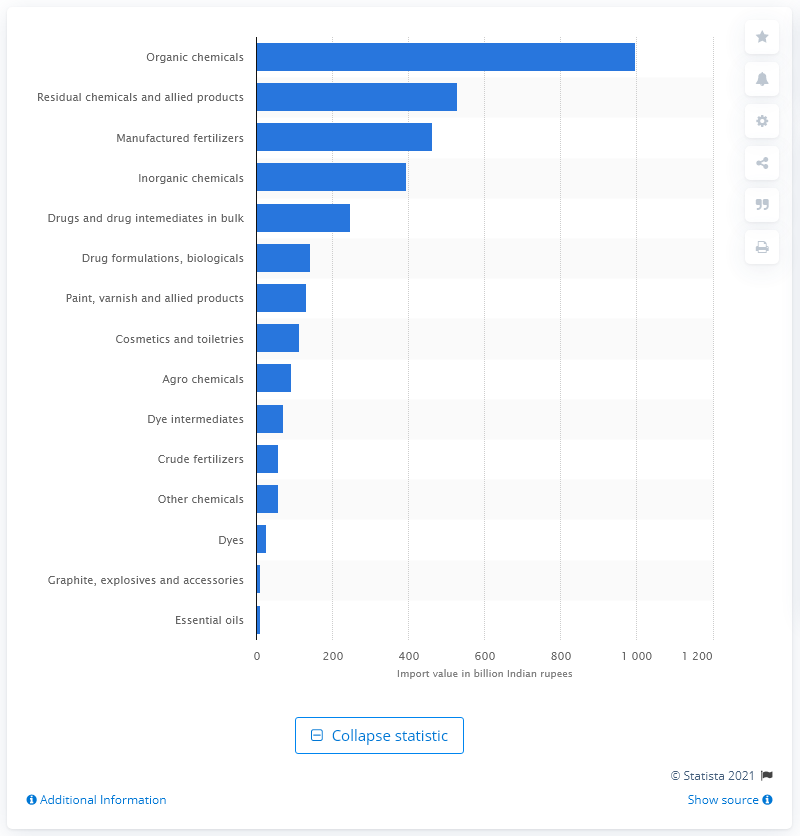 Organic chemicals
Residual chemicals and allied products
Manufactured fertilizers
Inorganic chemicals
Drugs and drug intemediates in bulk
Drug formulations, biologicals
Paint, varnish and allied products
Cosmetics and toiletries
Agro chemicals
Dye intermediates
Crude fertilizers
Other chemicals
Dyes
Graphite, explosives and accessories
Essential oils
0 200 400 600 800 1 000 1 200
Import value in billion Indian rupees
Collapse statistic
© Statista 2021
Additional Information
Show source